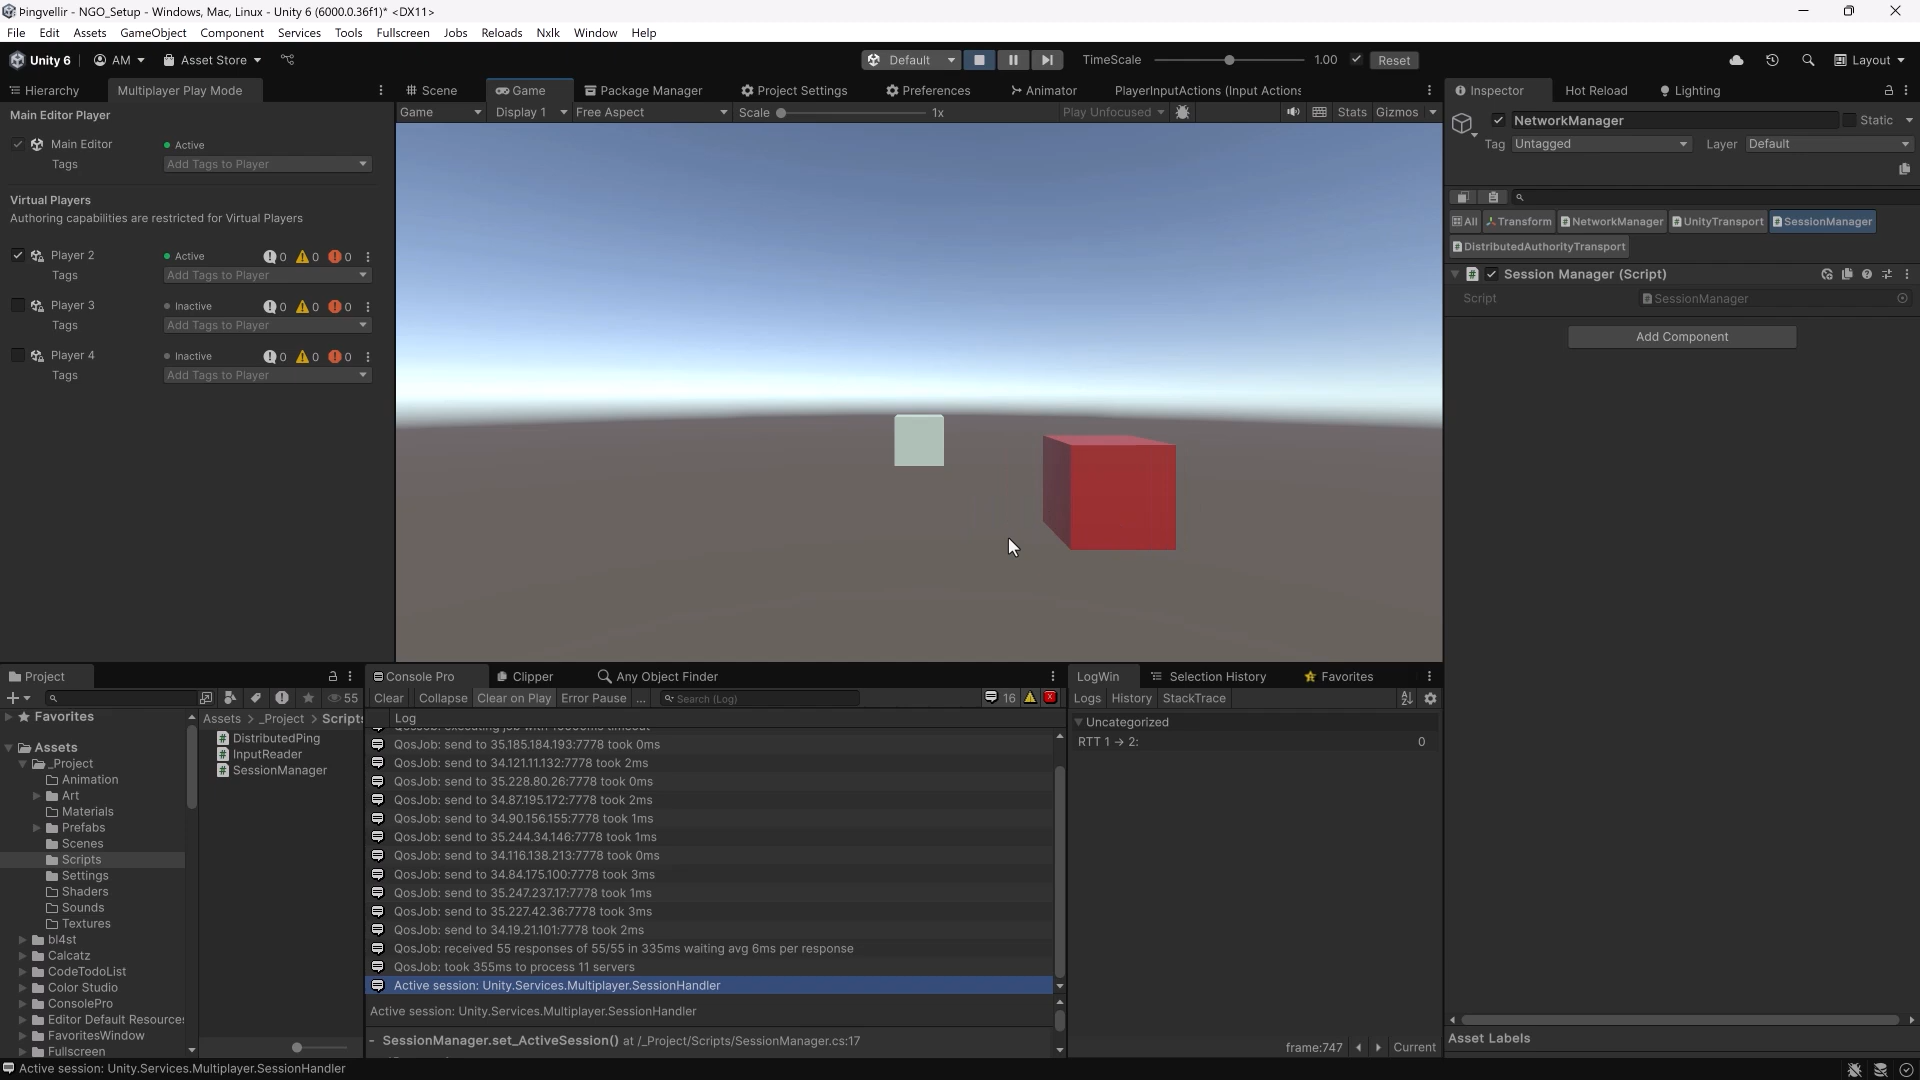 Þingvellir - NGO_Setup - Windows, Mac, Linux - Unity 6 (6000.0.36f1)* <DX11>
File Edit Assets GameObject Component Services Tools Fullscreen Jobs Reloads Nxlk Window Help
Unity 6 AM Asset Store Default TimeScale 1.00 Reset Layout
Hierarchy Multiplayer Play Mode
Main Editor Player
Main Editor Active
Tags Add Tags to Player
Virtual Players
Authoring capabilities are restricted for Virtual Players
Player 2 Active 0 0 0
Tags Add Tags to Player
Player 3 Inactive 0 0 0
Tags Add Tags to Player
Player 4 Inactive 0 0 0
Tags Add Tags to Player
Scene Game Package Manager Project Settings Preferences Animator PlayerInputActions (Input Actions
Game Display 1 Free Aspect Scale 1x Play Unfocused Stats Gizmos
Inspector Hot Reload Lighting
NetworkManager Static
Tag Untagged Layer Default
All Transform NetworkManager UnityTransport SessionManager
DistributedAuthorityTransport
Session Manager (Script)
Script SessionManager
Add Component
Asset Labels
Project
55
Favorites
Assets
_Project
Animation
Art
Materials
Prefabs
Scenes
Scripts
Settings
Shaders
Sounds
Textures
bl4st
Calcatz
CodeTodoList
Color Studio
ConsolePro
Editor Default Resources
FavoritesWindow
Fullscreen
Assets > _Project > Scripts
DistributedPing
InputReader
SessionManager
Console Pro Clipper Any Object Finder
Clear Collapse Clear on Play Error Pause ... Search (Log) 16
Log
QosJob: executing job with 10000ms timeout
QosJob: send to 35.185.184.193:7778 took 0ms
QosJob: send to 34.121.11.132:7778 took 2ms
QosJob: send to 35.228.80.26:7778 took 0ms
QosJob: send to 34.87.195.172:7778 took 2ms
QosJob: send to 34.90.156.155:7778 took 1ms
QosJob: send to 35.244.34.146:7778 took 1ms
QosJob: send to 34.116.138.213:7778 took 0ms
QosJob: send to 34.84.175.100:7778 took 3ms
QosJob: send to 35.247.237.17:7778 took 1ms
QosJob: send to 35.227.42.36:7778 took 3ms
QosJob: send to 34.19.21.101:7778 took 2ms
QosJob: received 55 responses of 55/55 in 335ms waiting avg 6ms per response
QosJob: took 355ms to process 11 servers
Active session: Unity.Services.Multiplayer.SessionHandler
Active session: Unity.Services.Multiplayer.SessionHandler
- SessionManager.set_ActiveSession() at /_Project/Scripts/SessionManager.cs:17
LogWin Selection History Favorites
Logs History StackTrace
Uncategorized
RTT 1 → 2: 0
frame:747 Current
Active session: Unity.Services.Multiplayer.SessionHandler